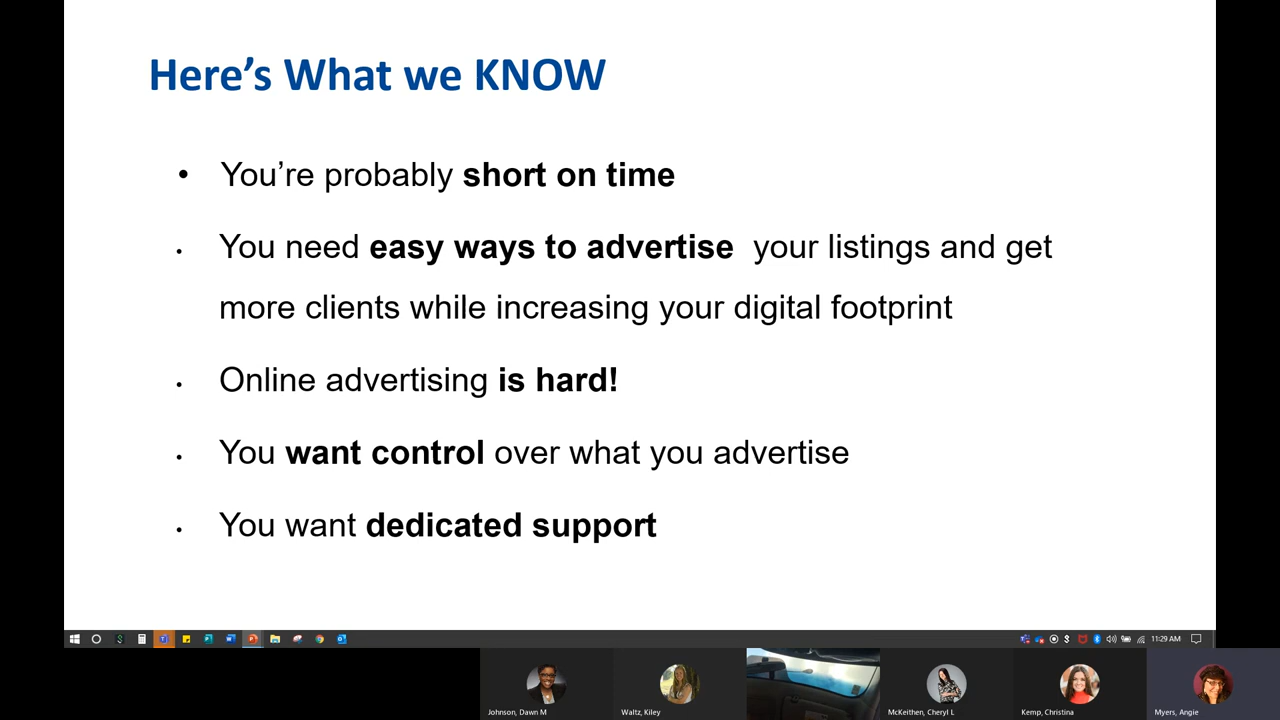 Here's What we KNOW
• You're probably short on time
• You need easy ways to advertise  your listings and get
more clients while increasing your digital footprint
• Online advertising is hard!
• You want control over what you advertise
• You want dedicated support
11:29 AM
Johnson, Dawn M
Waltz, Kiley
McKeithen, Cheryl L
Kemp, Christina
Myers, Angie